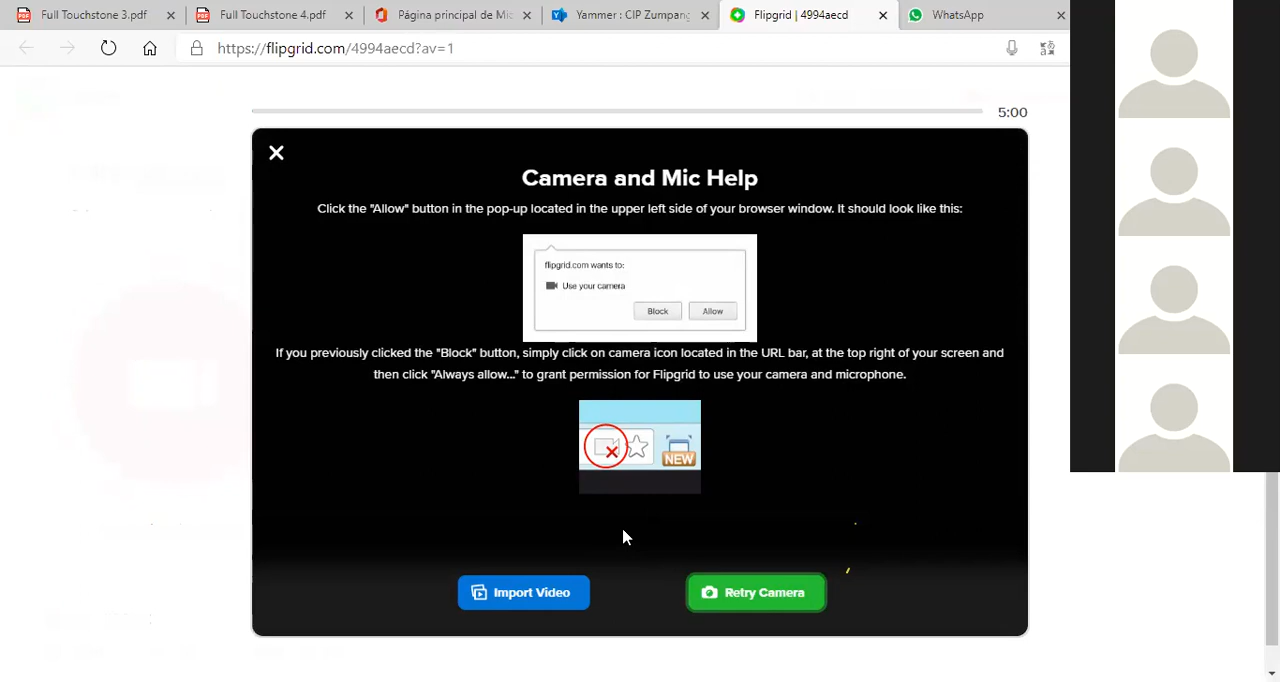 Full Touchstone 3.pdf
Full Touchstone 4.pdf
Página principal de Mi
Yammer : CIP Zumpang
Flipgrid | 4994aecd
WhatsApp
https://flipgrid.com/4994aecd?av=1
5:00
Camera and Mic Help
Click the "Allow" button in the pop-up located in the upper left side of your browser window. It should look like this:
flipgrid.com wants to:
Use your camera
Block
Allow
If you previously clicked the "Block" button, simply click on camera icon located in the URL bar, at the top right of your screen and
then click "Always allow..." to grant permission for Flipgrid to use your camera and microphone.
NEW
Import Video
Retry Camera